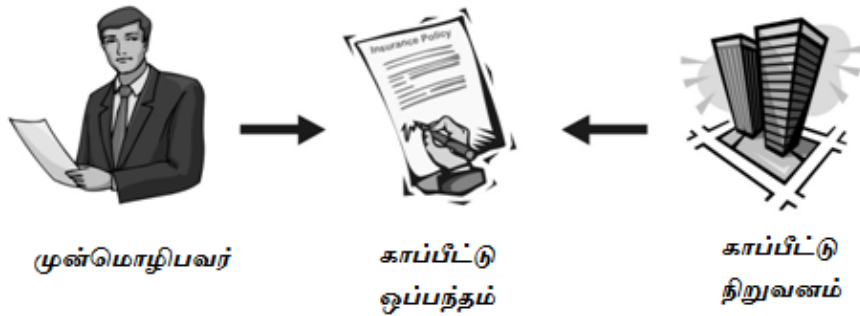 Insurance Policy
முன்மொழிபவர்
காப்பீட்டு
ஒப்பந்தம்
காப்பீட்டு
நிறுவனம்